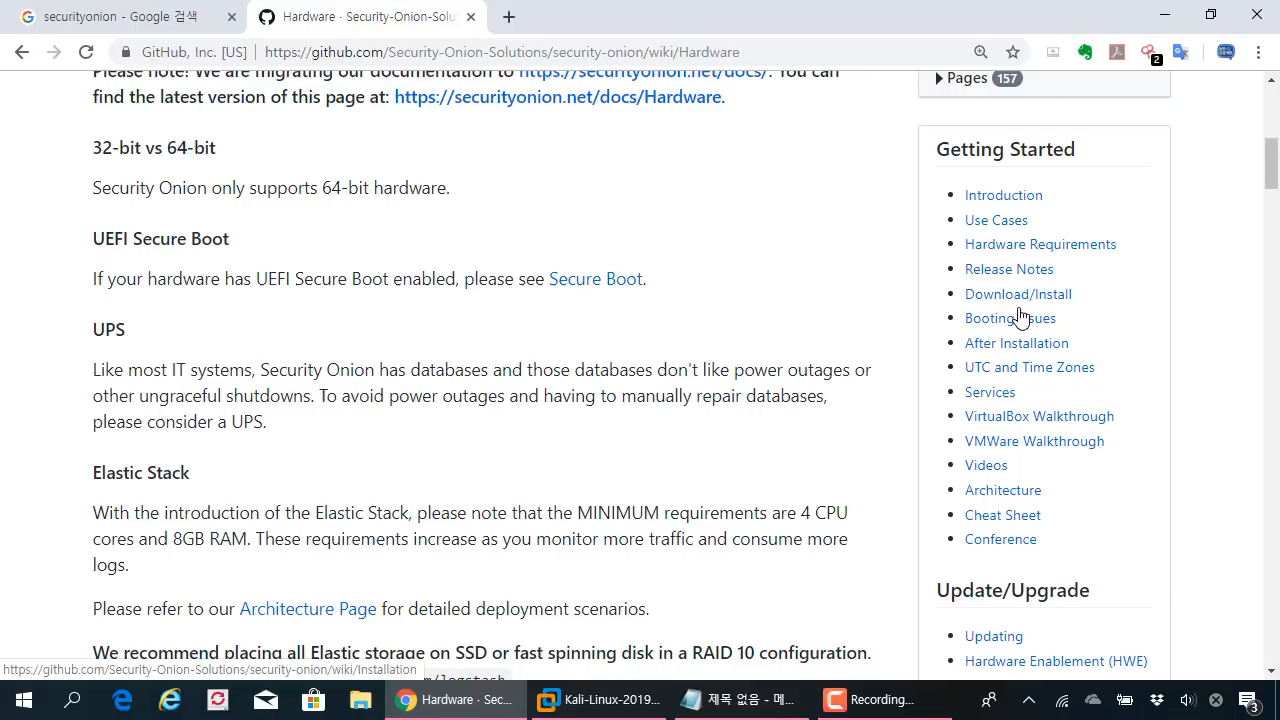 securityonion - Google 검색
Hardware · Security-Onion-Solu
GitHub, Inc. [US]
https://github.com/Security-Onion-Solutions/security-onion/wiki/Hardware
2
Please note! We are migrating our documentation to https://securityonion.net/docs/. You can
find the latest version of this page at: https://securityonion.net/docs/Hardware.
32-bit vs 64-bit
Security Onion only supports 64-bit hardware.
UEFI Secure Boot
If your hardware has UEFI Secure Boot enabled, please see Secure Boot.
UPS
Like most IT systems, Security Onion has databases and those databases don't like power outages or
other ungraceful shutdowns. To avoid power outages and having to manually repair databases,
please consider a UPS.
Elastic Stack
With the introduction of the Elastic Stack, please note that the MINIMUM requirements are 4 CPU
cores and 8GB RAM. These requirements increase as you monitor more traffic and consume more
logs.
Please refer to our Architecture Page for detailed deployment scenarios.
We recommend placing all Elastic storage on SSD or fast spinning disk in a RAID 10 configuration.
Pages 157
Getting Started
Introduction
Use Cases
Hardware Requirements
Release Notes
Download/Install
Booting Issues
After Installation
UTC and Time Zones
Services
VirtualBox Walkthrough
VMWare Walkthrough
Videos
Architecture
Cheat Sheet
Conference
Update/Upgrade
Updating
Hardware Enablement (HWE)
https://github.com/Security-Onion-Solutions/security-onion/wiki/Installation
Hardware · Sec...
Kali-Linux-2019...
제목 없음 - 메...
Recording...
3